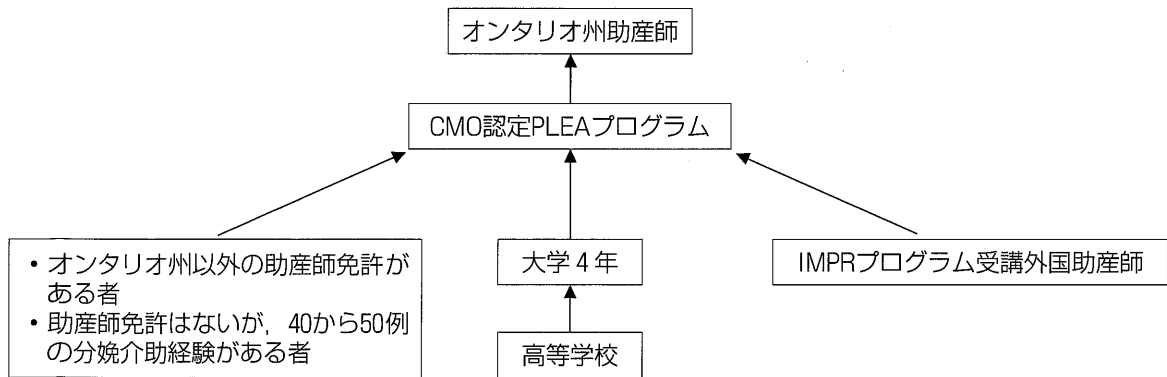 オンタリオ州助産師
CMO認定PLEAプログラム
・オンタリオ州以外の助産師免許が
ある者
・助産師免許はないが，40から50例
の分娩介助経験がある者
大学４年
高等学校
IMPRプログラム受講外国助産師